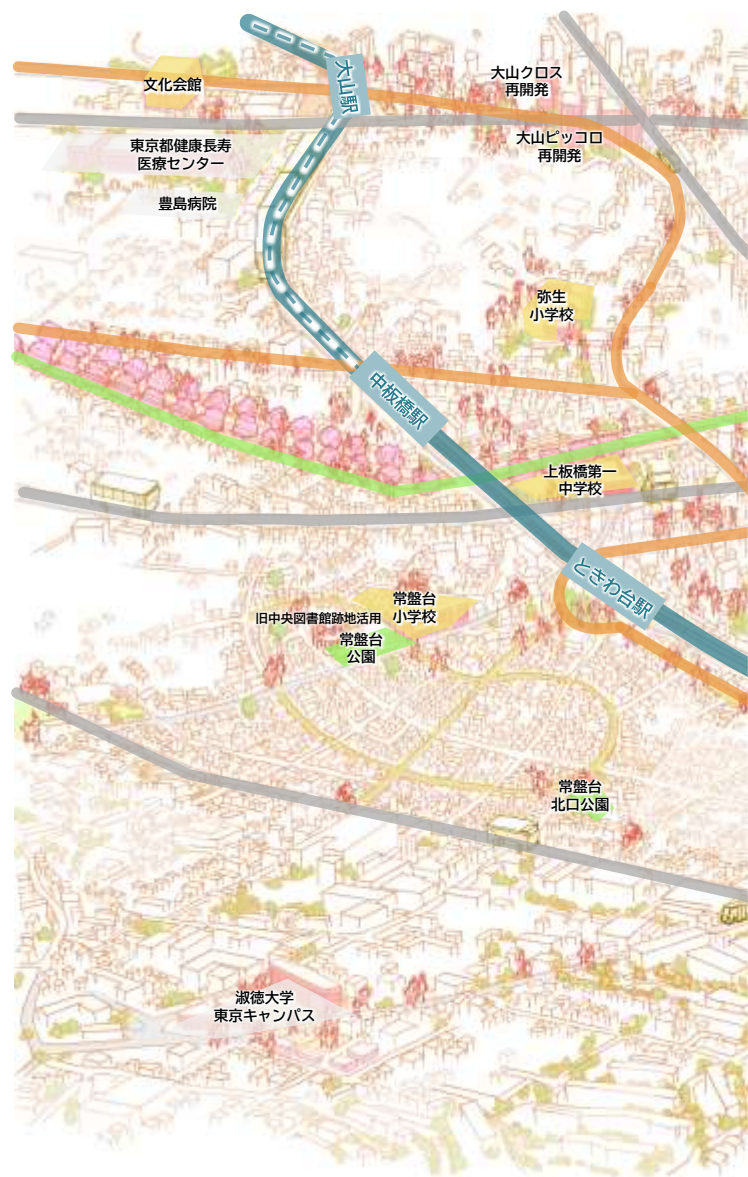 文化会館
大山駅
大山クロス
再開発
大山ピッコロ
再開発
東京都健康長寿
医療センター
豊島病院
弥生
小学校
中板橋駅
上板橋第一
中学校
ときわ台駅
常盤台
小学校
旧中央図書館跡地活用
常盤台
公園
常盤台
北口公園
淑徳大学
東京キャンパス